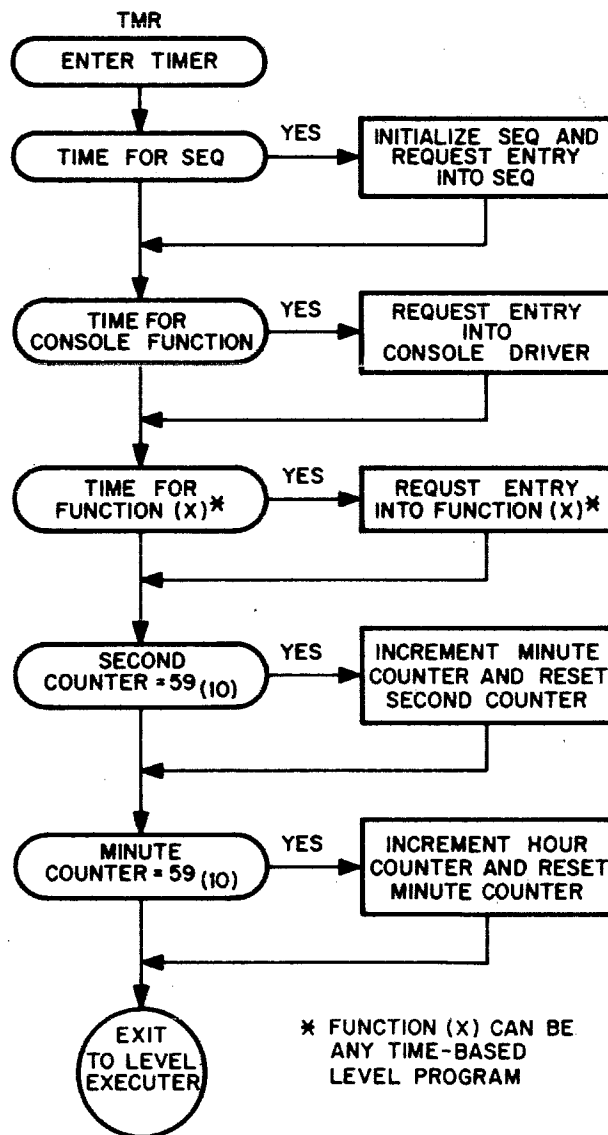 TMR
ENTER TIMER
TIME FOR SEQ
YES
INITIALIZE SEQ AND
REQUEST ENTRY
INTO SEQ
TIME FOR
CONSOLE FUNCTION
YES
REQUEST ENTRY
INTO
CONSOLE DRIVER
TIME FOR
FUNCTION (X)*
YES
REQUST ENTRY
INTO FUNCTION (X)*
SECOND
COUNTER = 59 (10)
YES
INCREMENT MINUTE
COUNTER AND RESET
SECOND COUNTER
MINUTE
COUNTER = 59 (10)
YES
INCREMENT HOUR
COUNTER AND RESET
MINUTE COUNTER
EXIT
TO LEVEL
EXECUTER
* FUNCTION (X) CAN BE
ANY TIME-BASED
LEVEL PROGRAM